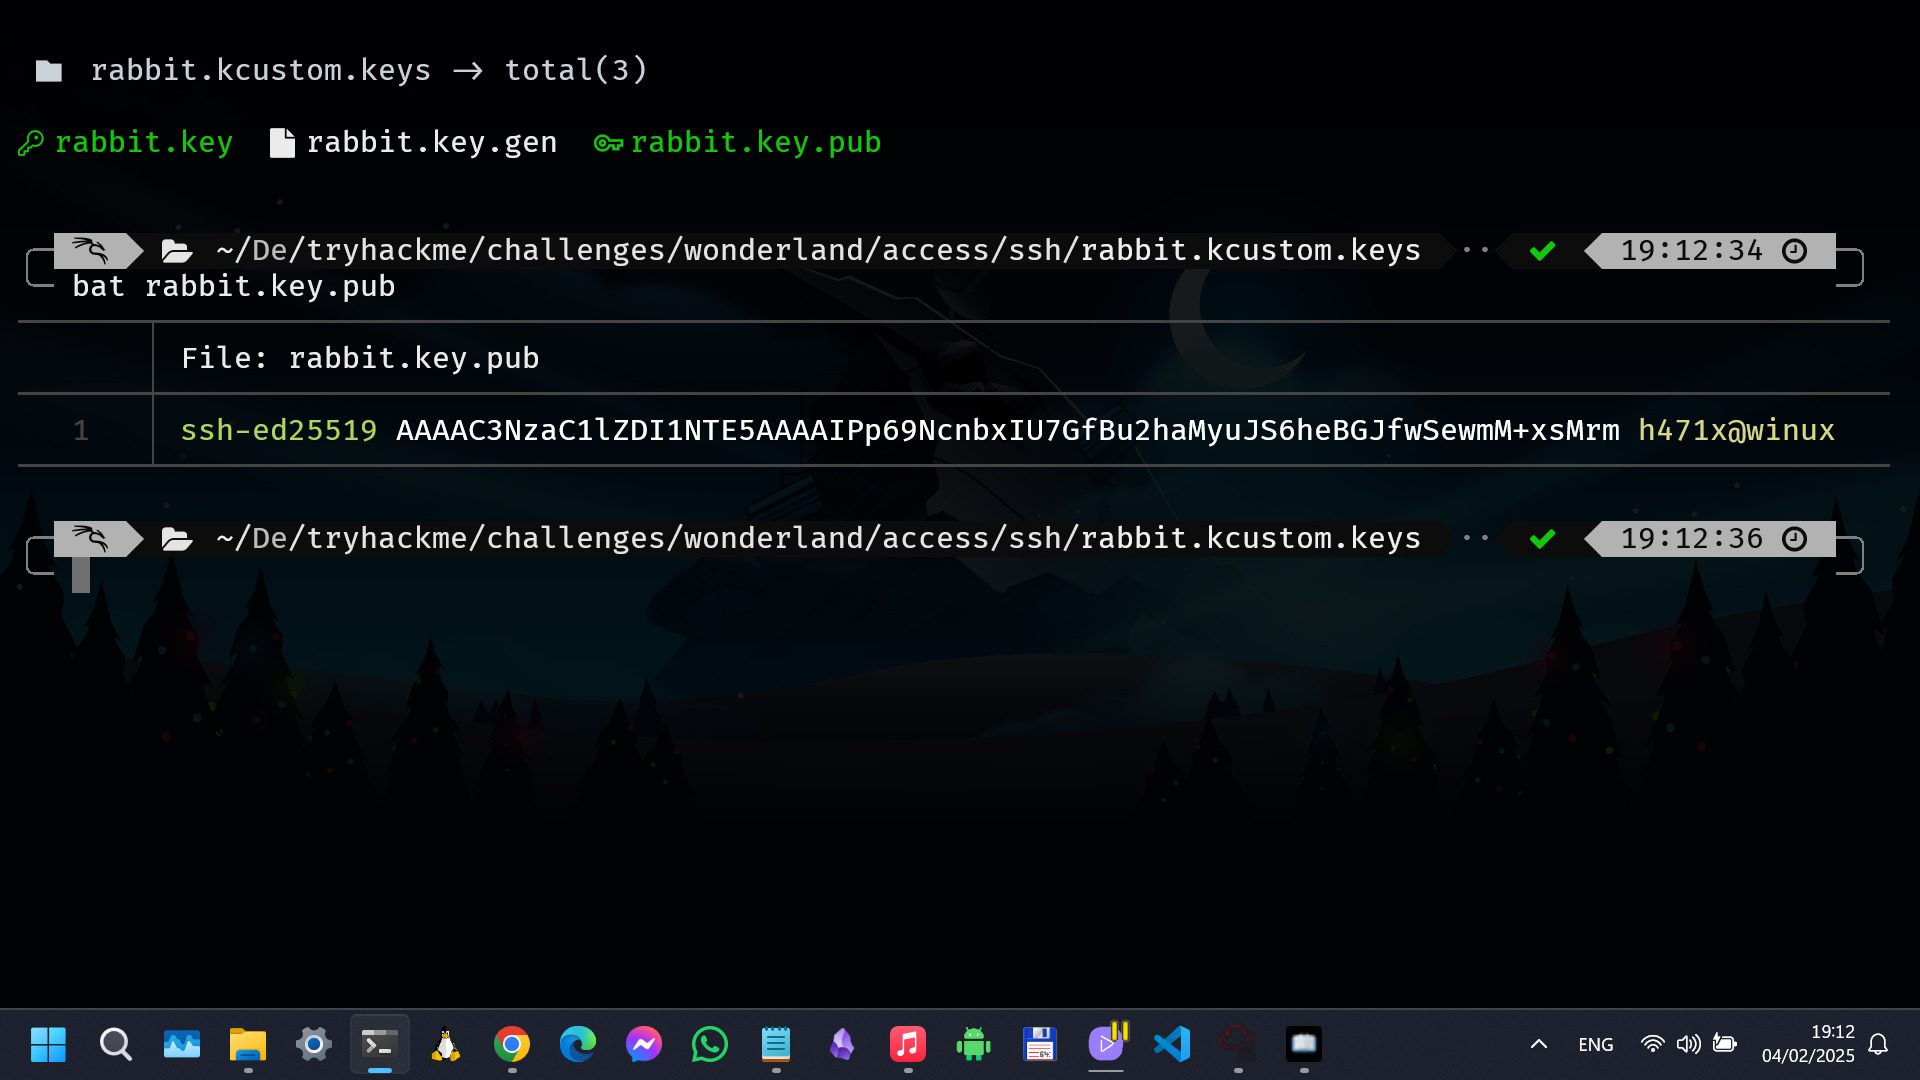 rabbit.kcustom.keys → total(3)
rabbit.key rabbit.key.gen rabbit.key.pub
~/De/tryhackme/challenges/wonderland/access/ssh/rabbit.kcustom.keys ·· ✔ 19:12:34
bat rabbit.key.pub
File: rabbit.key.pub
1 ssh-ed25519 AAAAC3NzaC1lZDI1NTE5AAAAIPp69NcnbxIU7GfBu2haMyuJS6heBGJfwSewmM+xsMrm h471x@winux
~/De/tryhackme/challenges/wonderland/access/ssh/rabbit.kcustom.keys ·· ✔ 19:12:36
64
ENG
19:12
04/02/2025